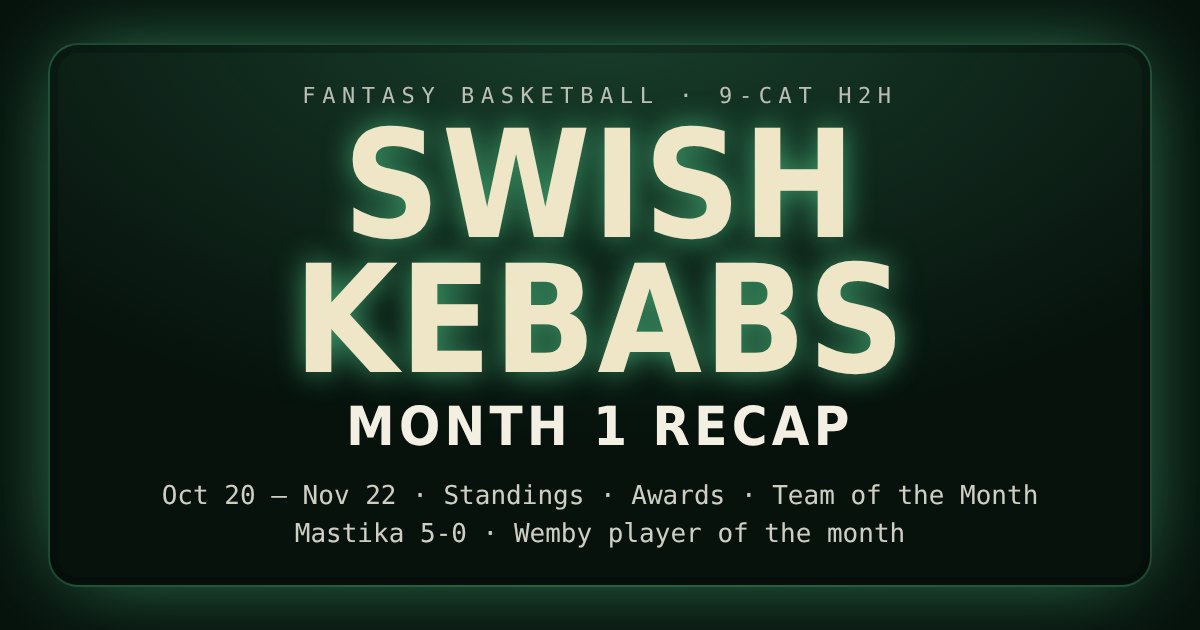 FANTASY BASKETBALL · 9-CAT H2H
SWISH
KEBABS
MONTH 1 RECAP
Oct 20 — Nov 22 · Standings · Awards · Team of the Month
Mastika 5-0 · Wemby player of the month